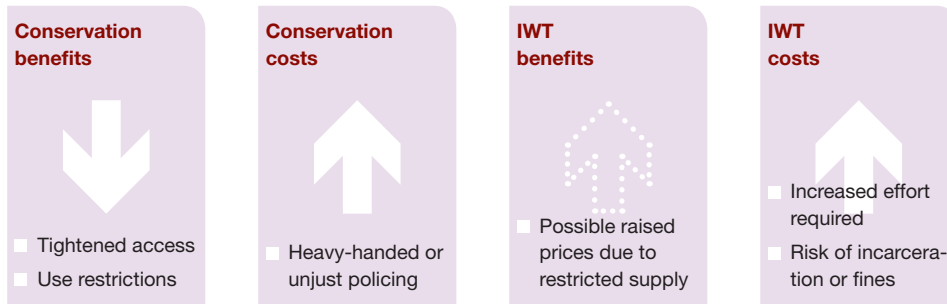 Conservation
benefits
Tightened access
Use restrictions
Conservation
costs
Heavy-handed or
unjust policing
IWT
benefits
Possible raised
prices due to
restricted supply
IWT
costs
Increased effort
required
Risk of incarcera-
tion or fines